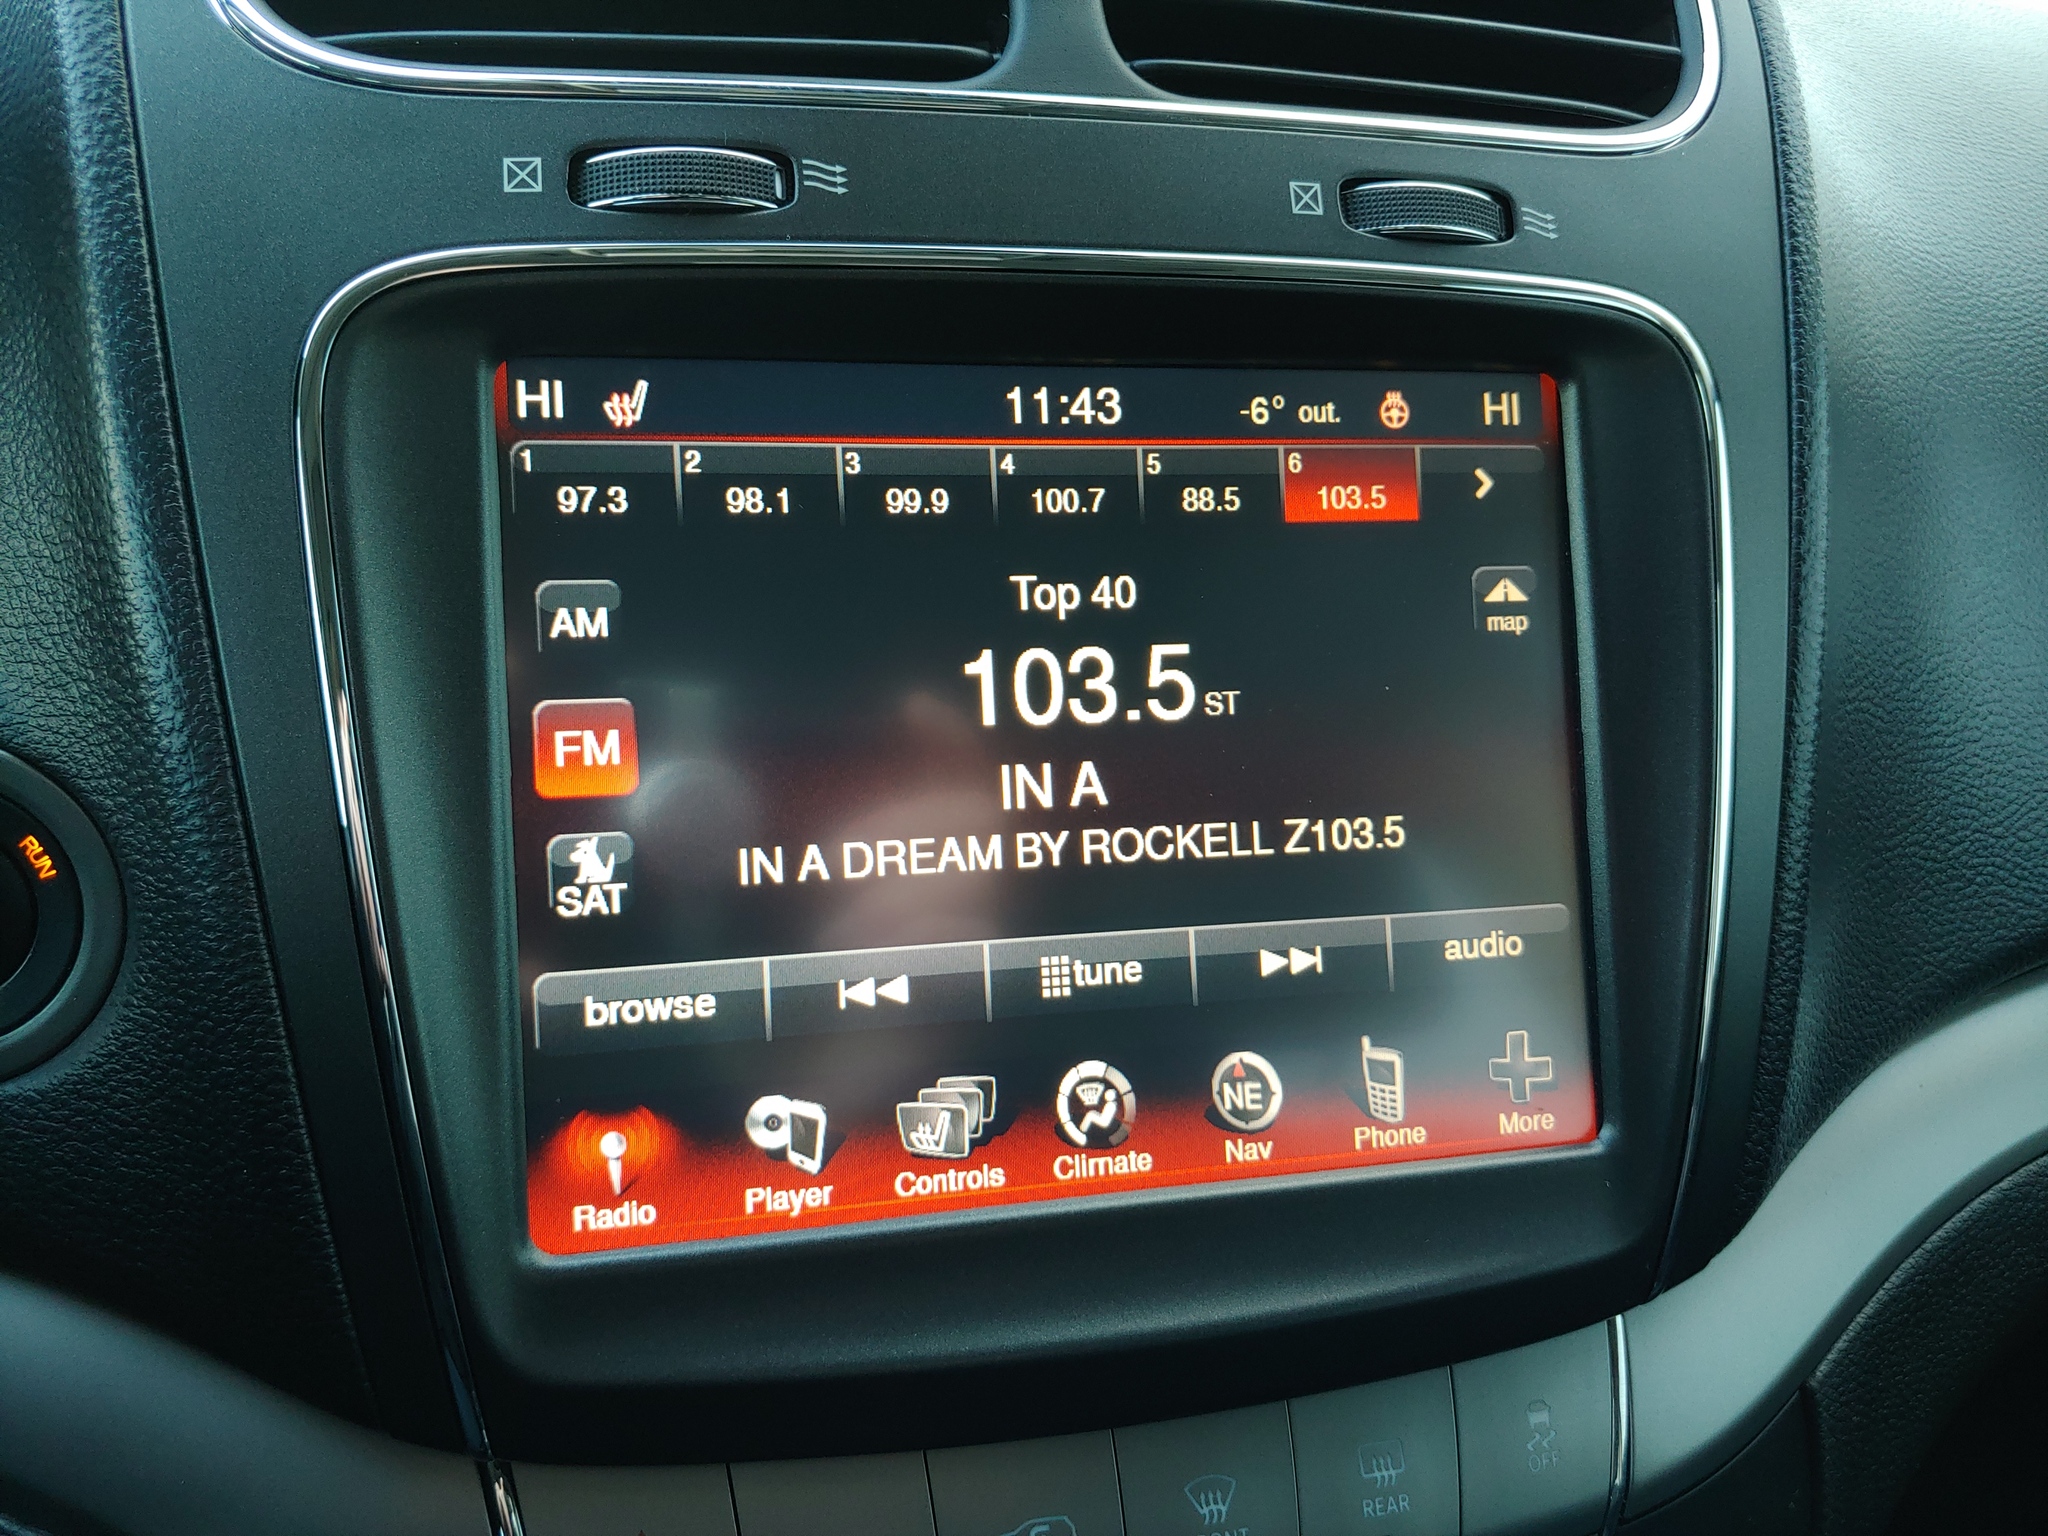 HI 11:43 -6° out. HI
1 2 3 4 5 6
97.3 98.1 99.9 100.7 88.5 103.5
Top 40
AM
map
103.5 ST
FM
IN A
IN A DREAM BY ROCKELL Z103.5
RUN
SAT
browse tune audio
NE
Radio Player Controls Climate Nav Phone More
OFF
REAR
FRONT